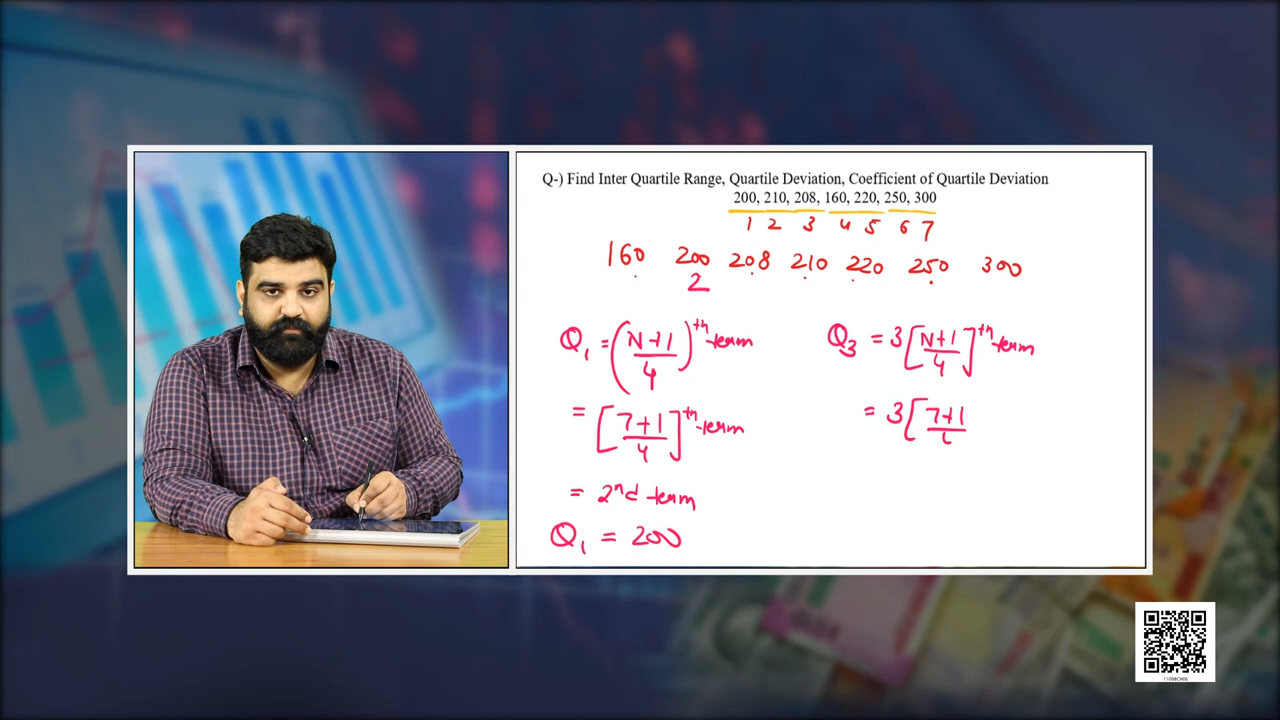 Q-) Find Inter Quartile Range, Quartile Deviation, Coefficient of Quartile Deviation
200, 210, 208, 160, 220, 250, 300
1 2 3 4 5 6 7
160 200 208 210 220 250 300
2
Q₁ = (N+1/4)th term
= [7+1/4]th term
= 2nd term
Q₁ = 200
Q₃ = 3[N+1/4]th term
= 3[7+1/
11098CH06